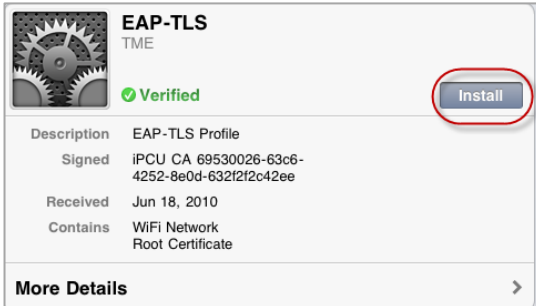 EAP-TLS
TME
Verified
Install
Description EAP-TLS Profile
Signed iPCU CA 69530026-63c6-
4252-8e0d-632f2f2c42ee
Received Jun 18, 2010
Contains WiFi Network
Root Certificate
More Details